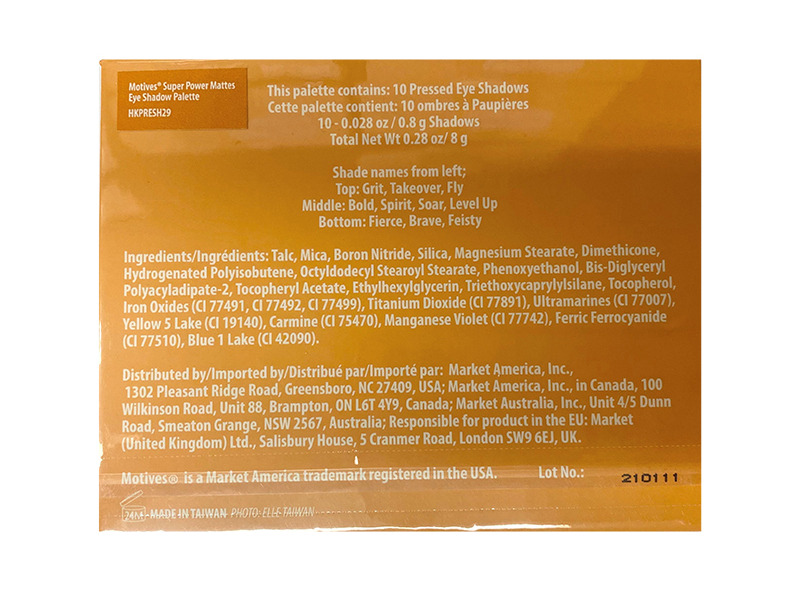 Motives® Super Power Mattes
Eye Shadow Palette
HKPRESH29
This palette contains: 10 Pressed Eye Shadows
Cette palette contient: 10 ombres à Paupières
10 - 0.028 oz / 0.8 g Shadows
Total Net Wt 0.28 oz/ 8 g
Shade names from left;
Top: Grit, Takeover, Fly
Middle: Bold, Spirit, Soar, Level Up
Bottom: Fierce, Brave, Feisty
Ingredients/Ingrédients: Talc, Mica, Boron Nitride, Silica, Magnesium Stearate, Dimethicone,
Hydrogenated Polyisobutene, Octyldodecyl Stearoyl Stearate, Phenoxyethanol, Bis-Diglyceryl
Polyacyladipate-2, Tocopheryl Acetate, Ethylhexylglycerin, Triethoxycaprylylsilane, Tocopherol,
Iron Oxides (CI 77491, CI 77492, CI 77499), Titanium Dioxide (CI 77891), Ultramarines (CI 77007),
Yellow 5 Lake (CI 19140), Carmine (CI 75470), Manganese Violet (CI 77742), Ferric Ferrocyanide
(CI 77510), Blue 1 Lake (CI 42090).
Distributed by/Imported by/Distribué par/Importé par: Market America, Inc.,
1302 Pleasant Ridge Road, Greensboro, NC 27409, USA; Market America, Inc., in Canada, 100
Wilkinson Road, Unit 88, Brampton, ON L6T 4Y9, Canada; Market Australia, Inc., Unit 4/5 Dunn
Road, Smeaton Grange, NSW 2567, Australia; Responsible for product in the EU: Market
(United Kingdom) Ltd., Salisbury House, 5 Cranmer Road, London SW9 6EJ, UK.
Motives® is a Market America trademark registered in the USA. Lot No.: 210111
24M MADE IN TAIWAN PHOTO: ELLE TAIWAN